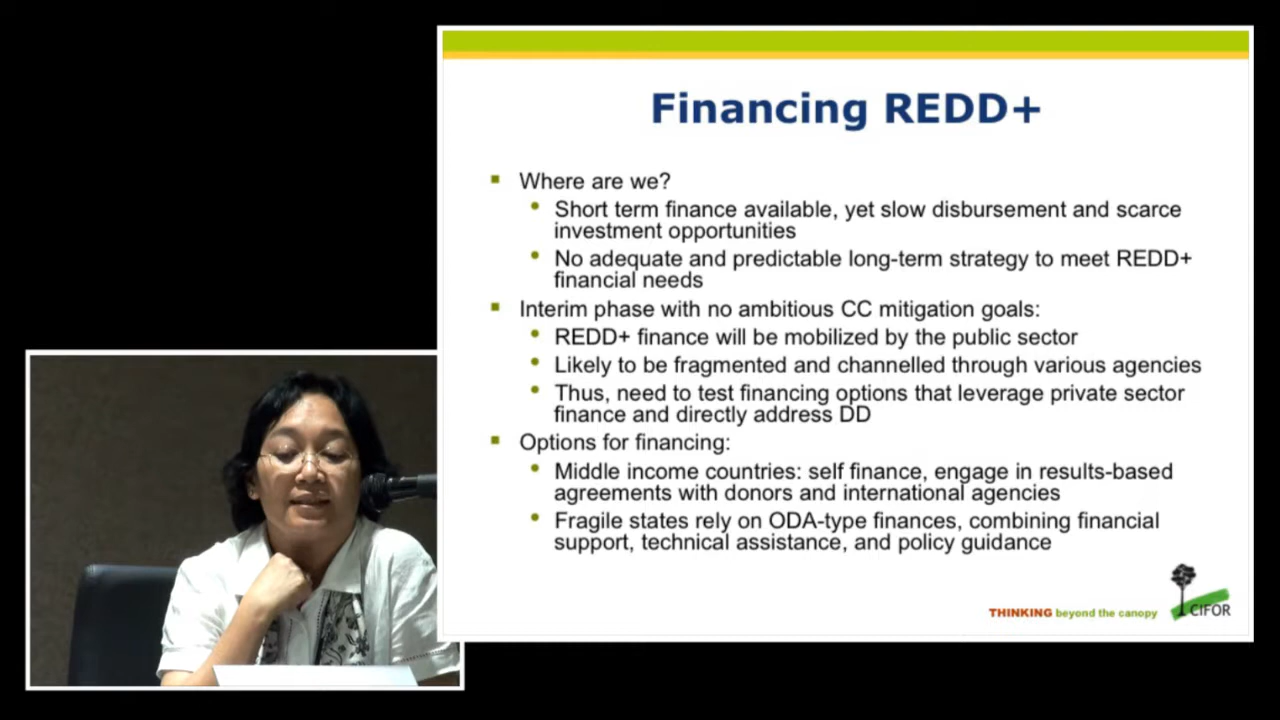 Financing REDD+
Where are we?
Short term finance available, yet slow disbursement and scarce
investment opportunities
No adequate and predictable long-term strategy to meet REDD+
financial needs
Interim phase with no ambitious CC mitigation goals:
REDD+ finance will be mobilized by the public sector
Likely to be fragmented and channelled through various agencies
Thus, need to test financing options that leverage private sector
finance and directly address DD
Options for financing:
Middle income countries: self finance, engage in results-based
agreements with donors and international agencies
Fragile states rely on ODA-type finances, combining financial
support, technical assistance, and policy guidance
THINKING beyond the canopy
CIFOR